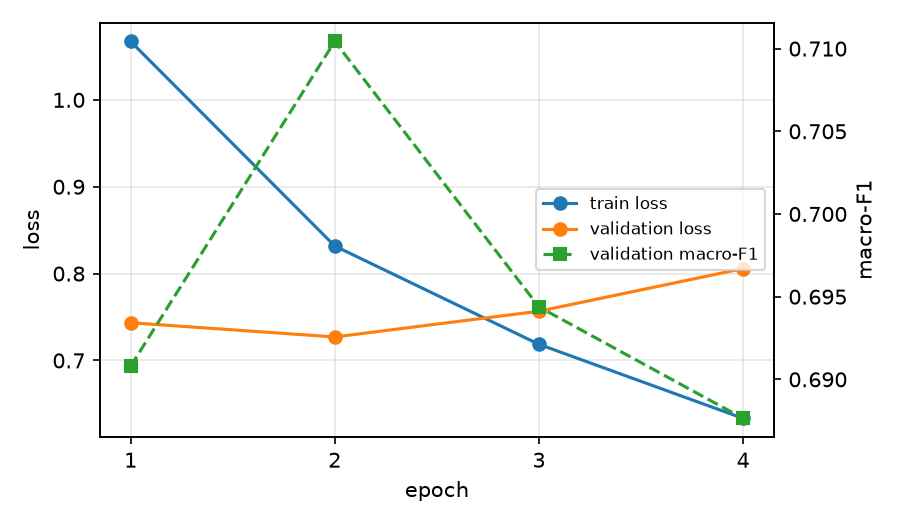 0.710
1.0
0.705
0.9
train loss
0.700
validation loss
loss
macro-F1
validation macro-F1
0.8
0.695
0.7
0.690
1 2 3 4
epoch